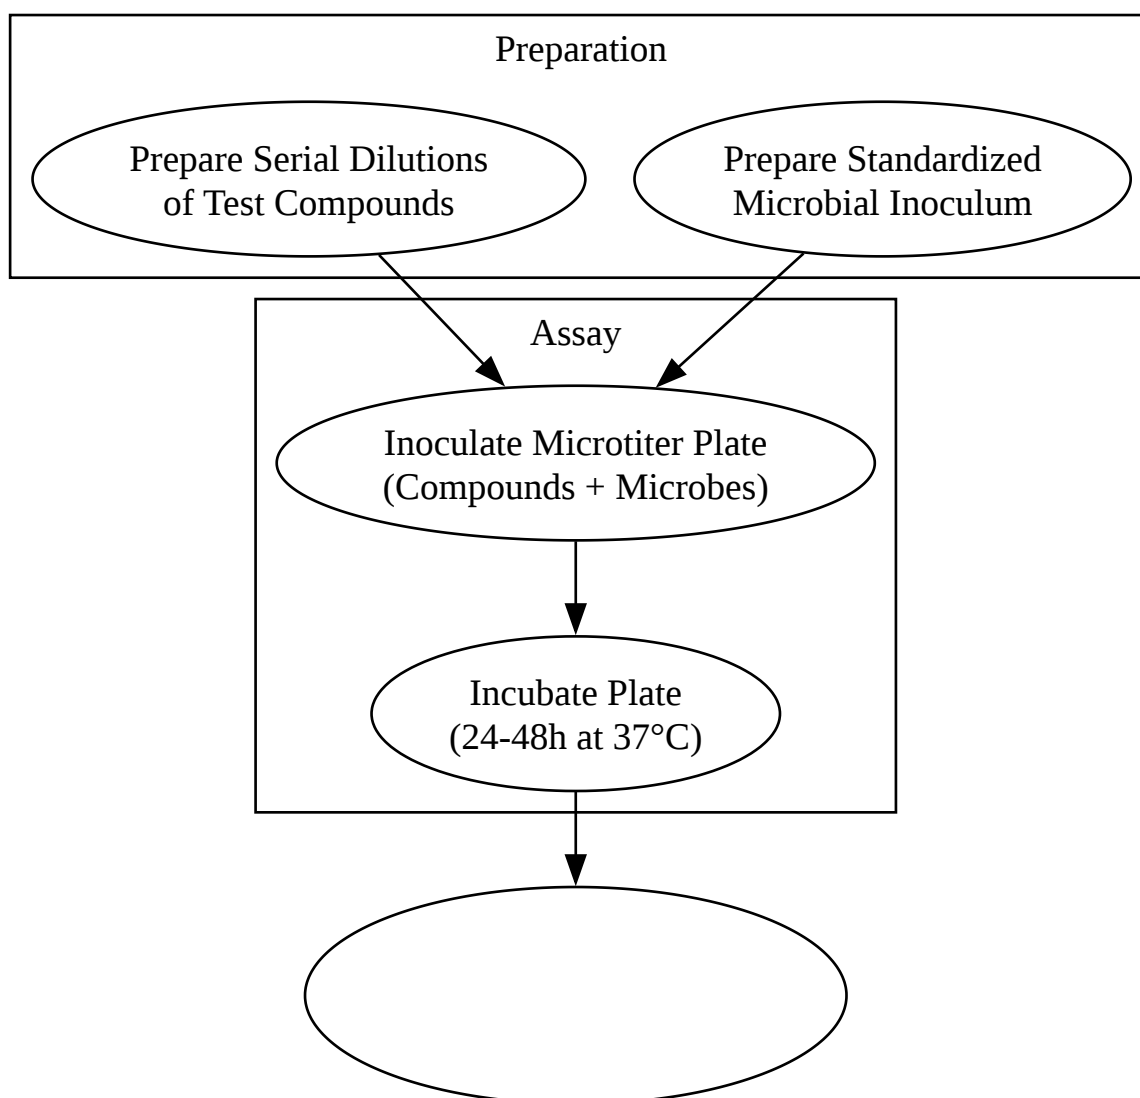 Preparation
Prepare Serial Dilutions
of Test Compounds
Prepare Standardized
Microbial Inoculum
Assay
Inoculate Microtiter Plate
(Compounds + Microbes)
Incubate Plate
(24-48h at 37°C)